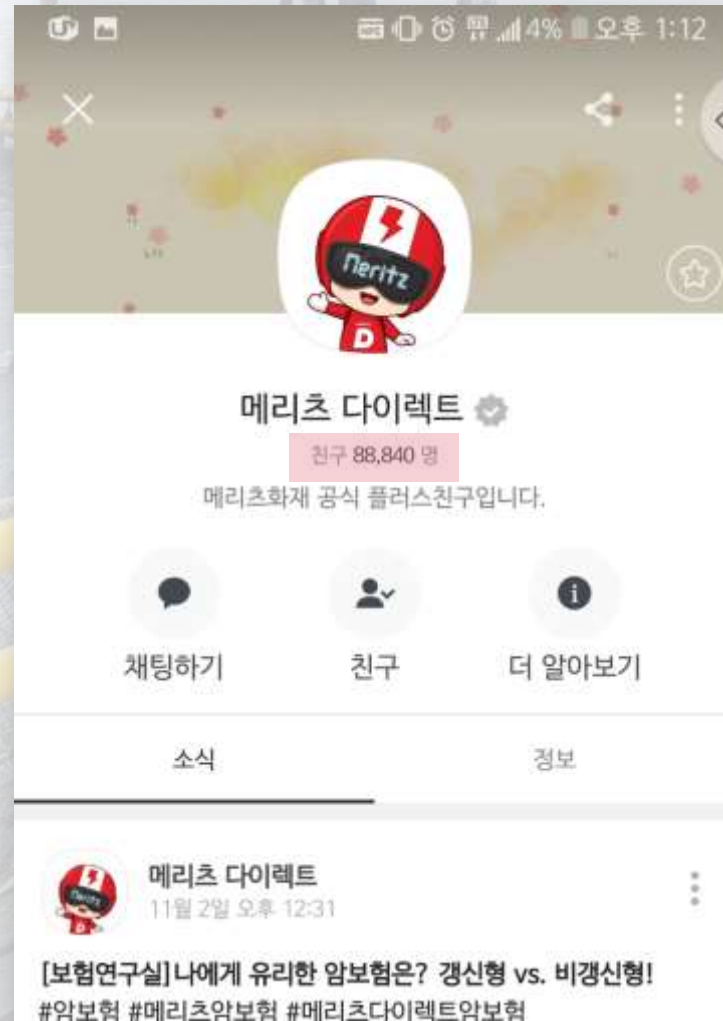 4% 오후 1:12
Meritz
D
메리츠 다이렉트
친구 88,840 명
메리츠화재 공식 플러스친구입니다.
채팅하기 친구 더 알아보기
소식 정보
메리츠 다이렉트
11월 2일 오후 12:31
[보험연구실]나에게 유리한 암보험은? 갱신형 vs. 비갱신형!
#암보험 #메리츠암보험 #메리츠다이렉트암보험